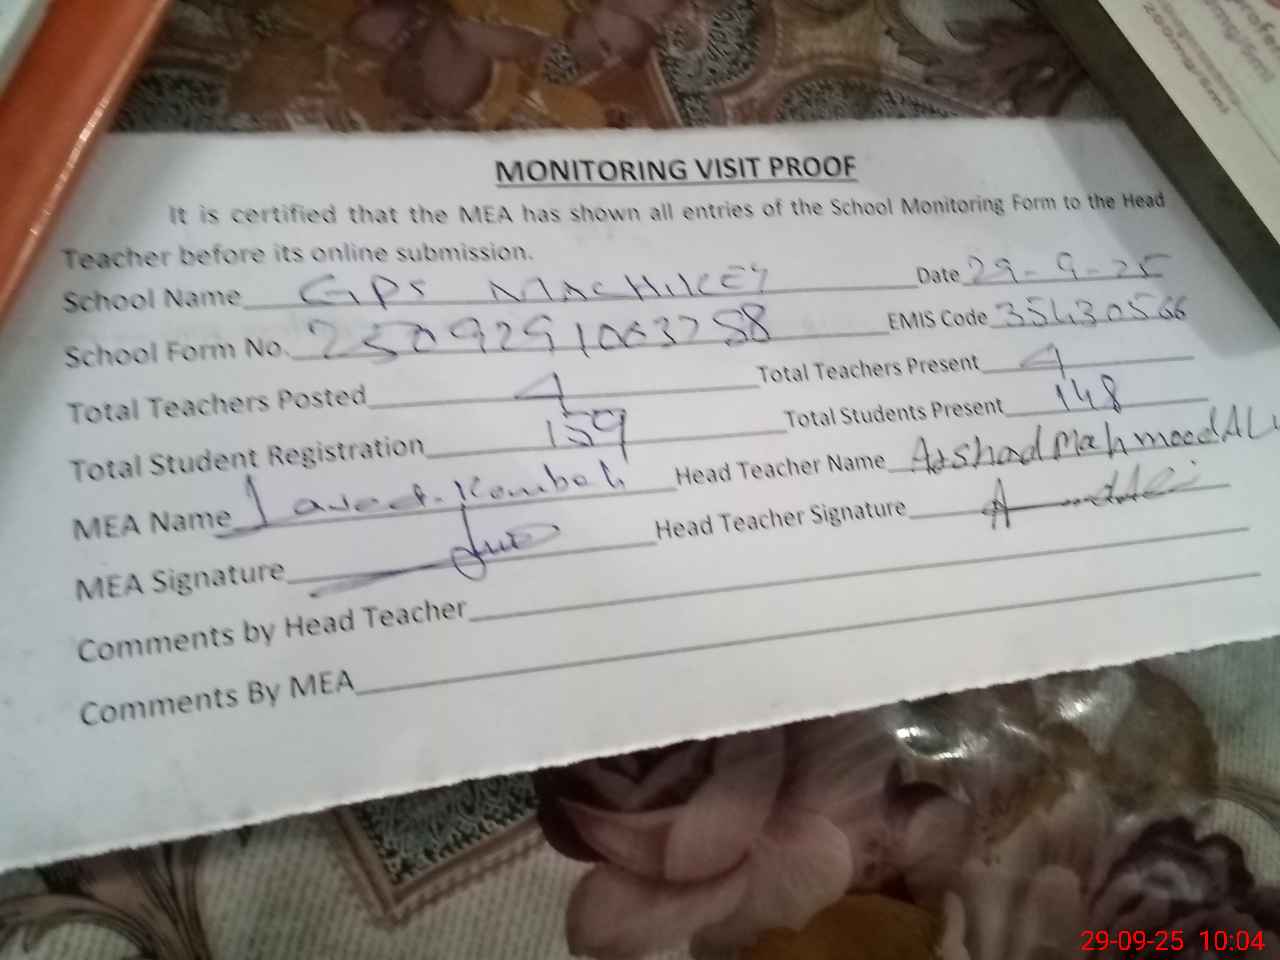 MONITORING VISIT PROOF
It is certified that the MEA has shown all entries of the School Monitoring Form to the Head
Teacher before its online submission.
School Name GPS MACHIKEY Date 29-9-25
School Form No. 25092910632 58 EMIS Code 35430566
Total Teachers Posted 4 Total Teachers Present 4
Total Student Registration 159 Total Students Present 148
MEA Name Javed Kamboh Head Teacher Name Arshad Mahmood ALi
MEA Signature Head Teacher Signature
Comments by Head Teacher
Comments By MEA
29-09-25 10:04